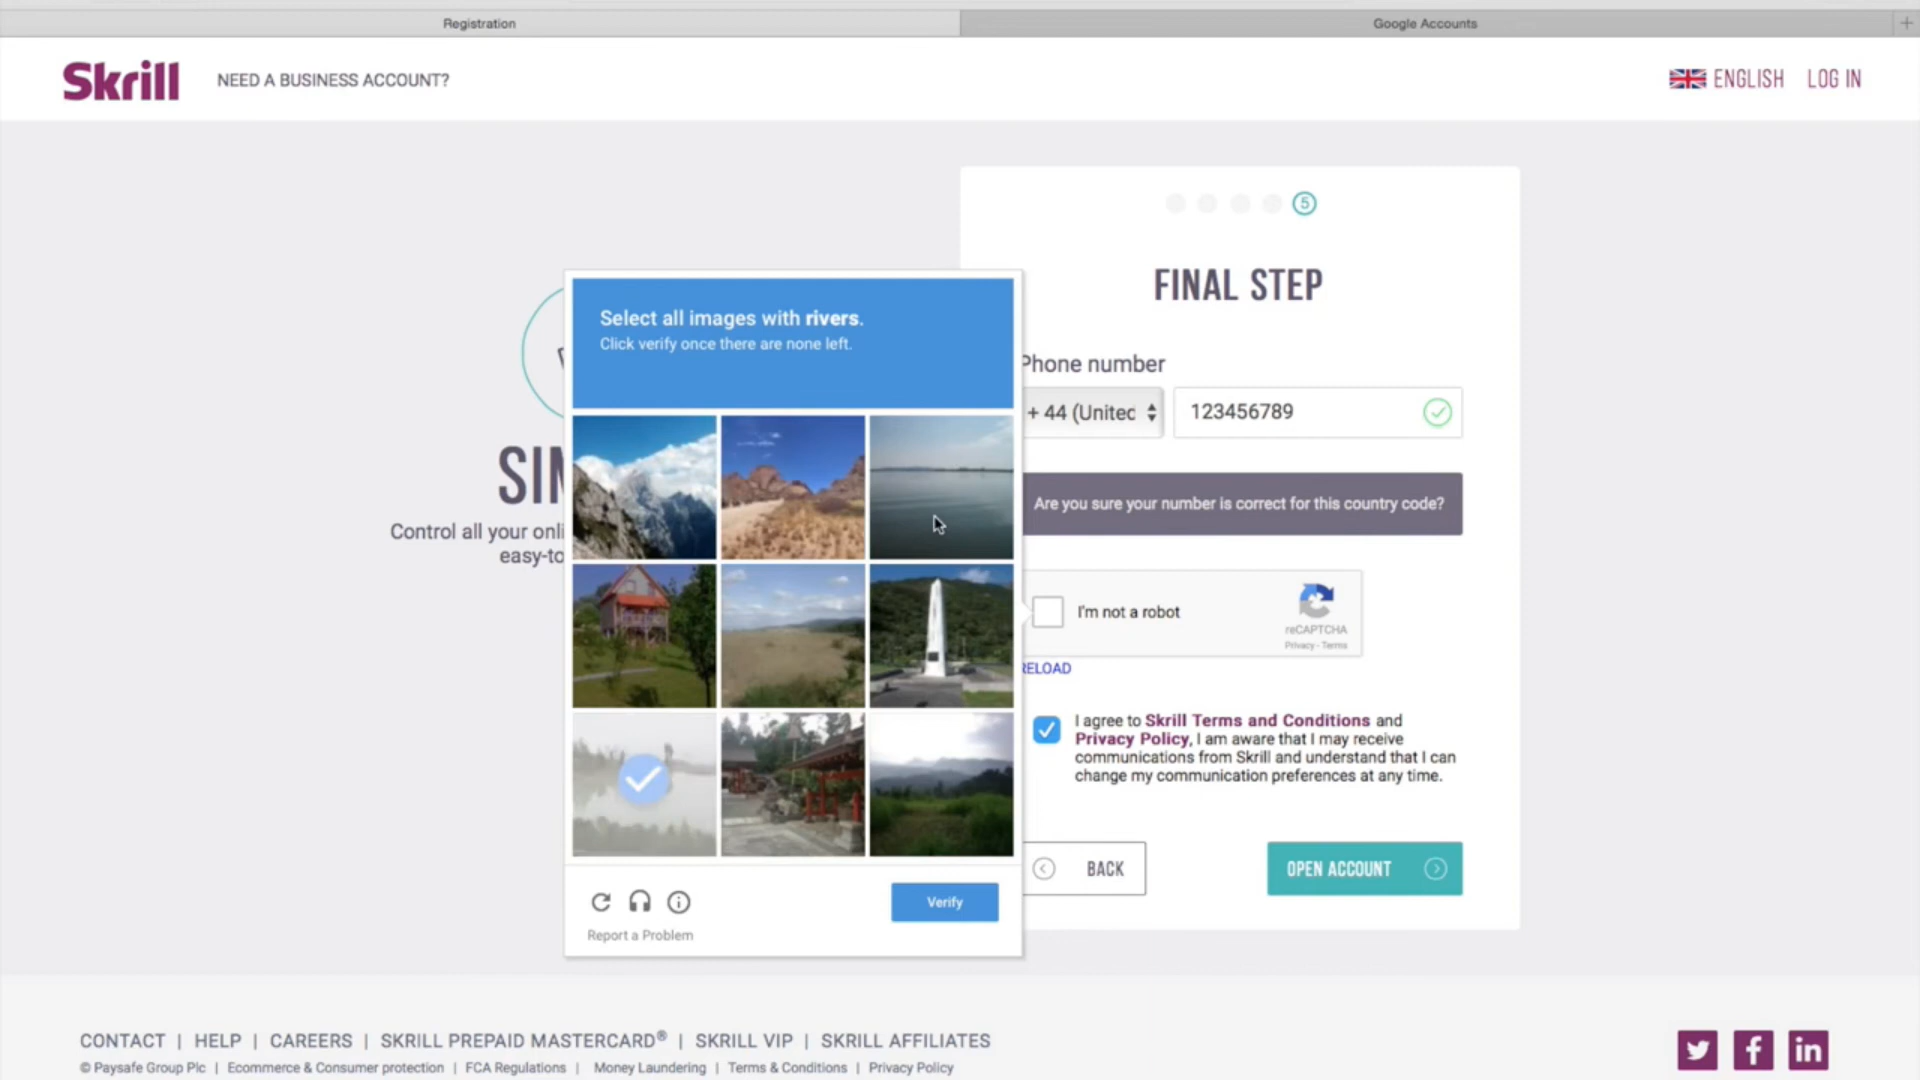 Registration
Google Accounts
Skrill
NEED A BUSINESS ACCOUNT?
ENGLISH
LOG IN
5
FINAL STEP
Select all images with rivers.
Click verify once there are none left.
Phone number
+ 44 (United
123456789
Are you sure your number is correct for this country code?
Control all your onli
easy-to
I'm not a robot
reCAPTCHA
Privacy - Terms
RELOAD
I agree to Skrill Terms and Conditions and
Privacy Policy, I am aware that I may receive
communications from Skrill and understand that I can
change my communication preferences at any time.
BACK
OPEN ACCOUNT
Verify
Report a Problem
CONTACT | HELP | CAREERS | SKRILL PREPAID MASTERCARD® | SKRILL VIP | SKRILL AFFILIATES
© Paysafe Group Plc | Ecommerce & Consumer protection | FCA Regulations | Money Laundering | Terms & Conditions | Privacy Policy